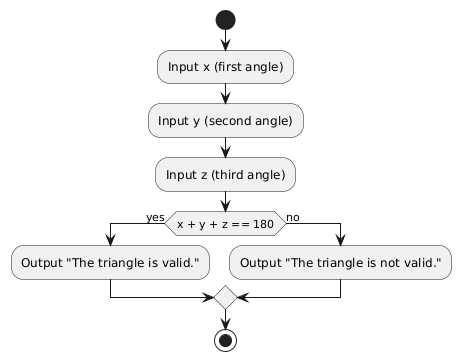 Input x (first angle)
Input y (second angle)
Input z (third angle)
yes
x + y + z == 180
no
Output "The triangle is valid."
Output "The triangle is not valid."